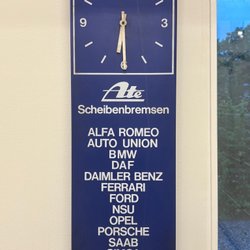 9
3
6
Ate
Scheibenbremsen
ALFA ROMEO
AUTO UNION
BMW
DAF
DAIMLER BENZ
FERRARI
FORD
NSU
OPEL
PORSCHE
SAAB